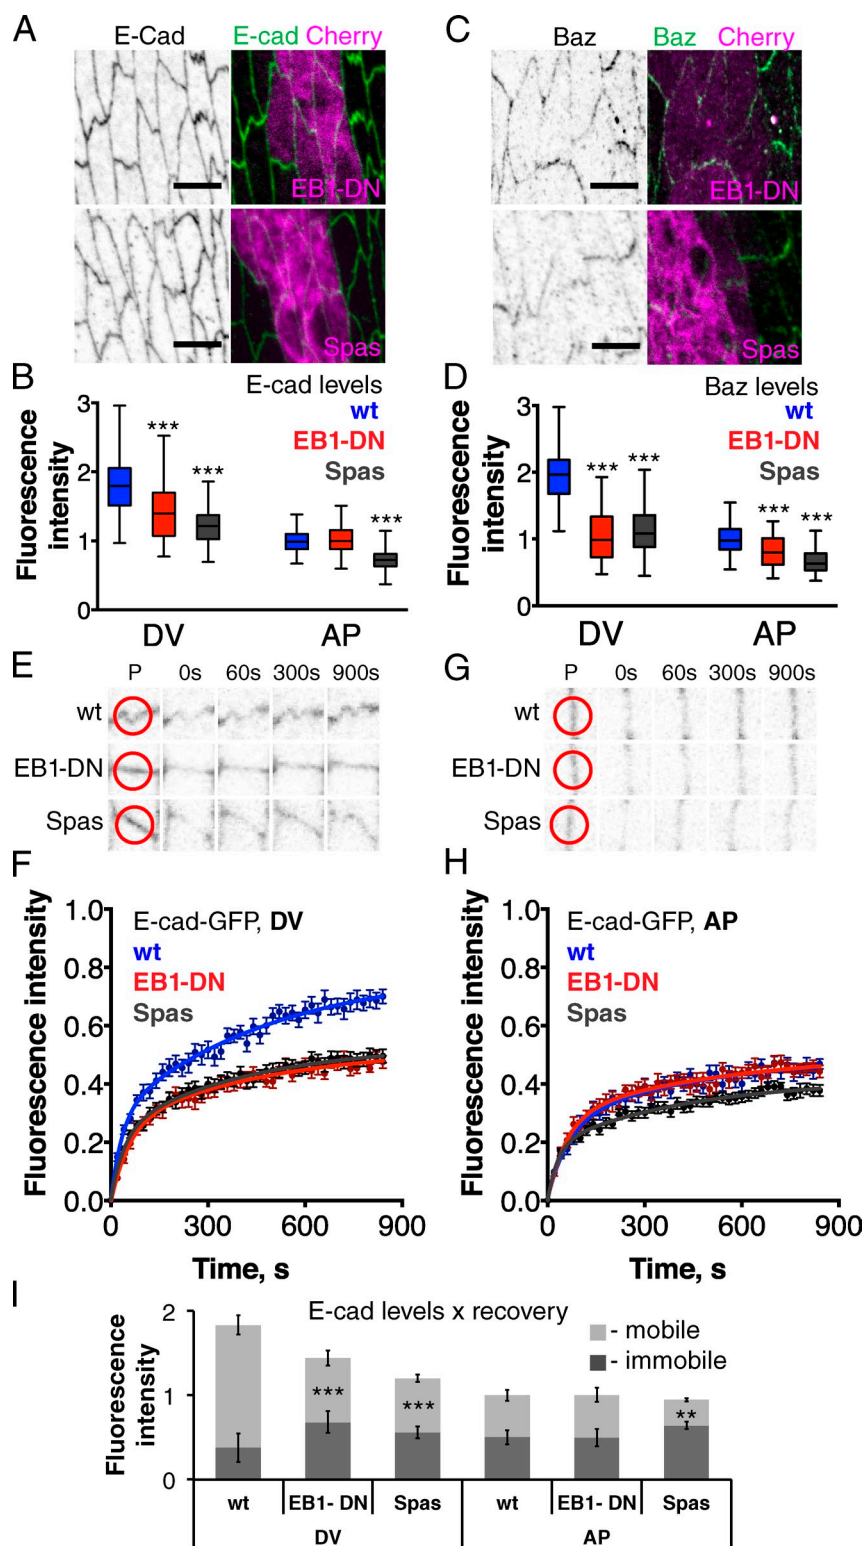 A
E-Cad
E-cad Cherry
EB1-DN
Spas
C
Baz
Baz Cherry
EB1-DN
Spas
B
E-cad levels
wt
EB1-DN
Spas
Fluorescence
intensity
3
2
1
0
***
***
***
DV AP
D
Baz levels
wt
EB1-DN
Spas
Fluorescence
intensity
3
2
1
0
***
***
***
***
DV AP
E
P 0s 60s 300s 900s
wt
EB1-DN
Spas
G
P 0s 60s 300s 900s
wt
EB1-DN
Spas
F
Fluorescence intensity
1.0
0.8
0.6
0.4
0.2
0.0
E-cad-GFP, DV
wt
EB1-DN
Spas
0 300 600 900
Time, s
H
Fluorescence intensity
1.0
0.8
0.6
0.4
0.2
0.0
E-cad-GFP, AP
wt
EB1-DN
Spas
0 300 600 900
Time, s
I
E-cad levels x recovery
Fluorescence
intensity
2
1
0
- mobile
- immobile
***
***
**
wt EB1- DN Spas wt EB1- DN Spas
DV AP